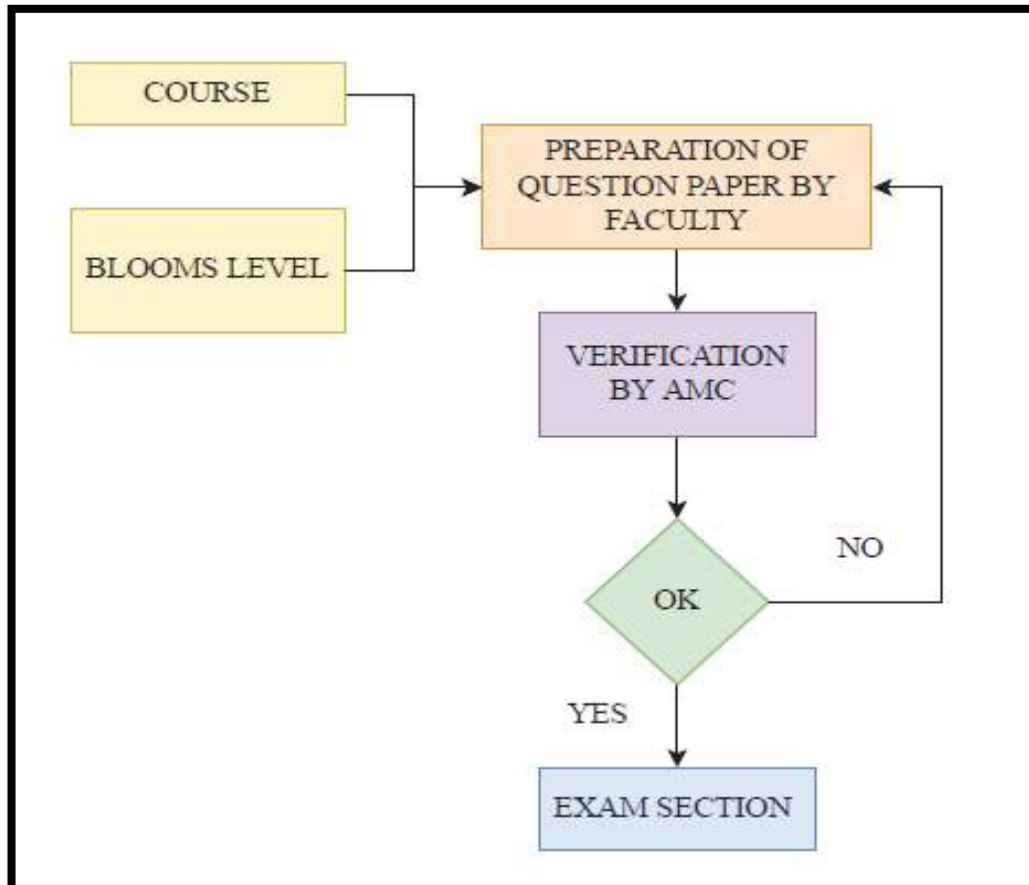 COURSE
BLOOMS LEVEL
PREPARATION OF
QUESTION PAPER BY
FACULTY
VERIFICATION
BY AMC
OK
NO
YES
EXAM SECTION